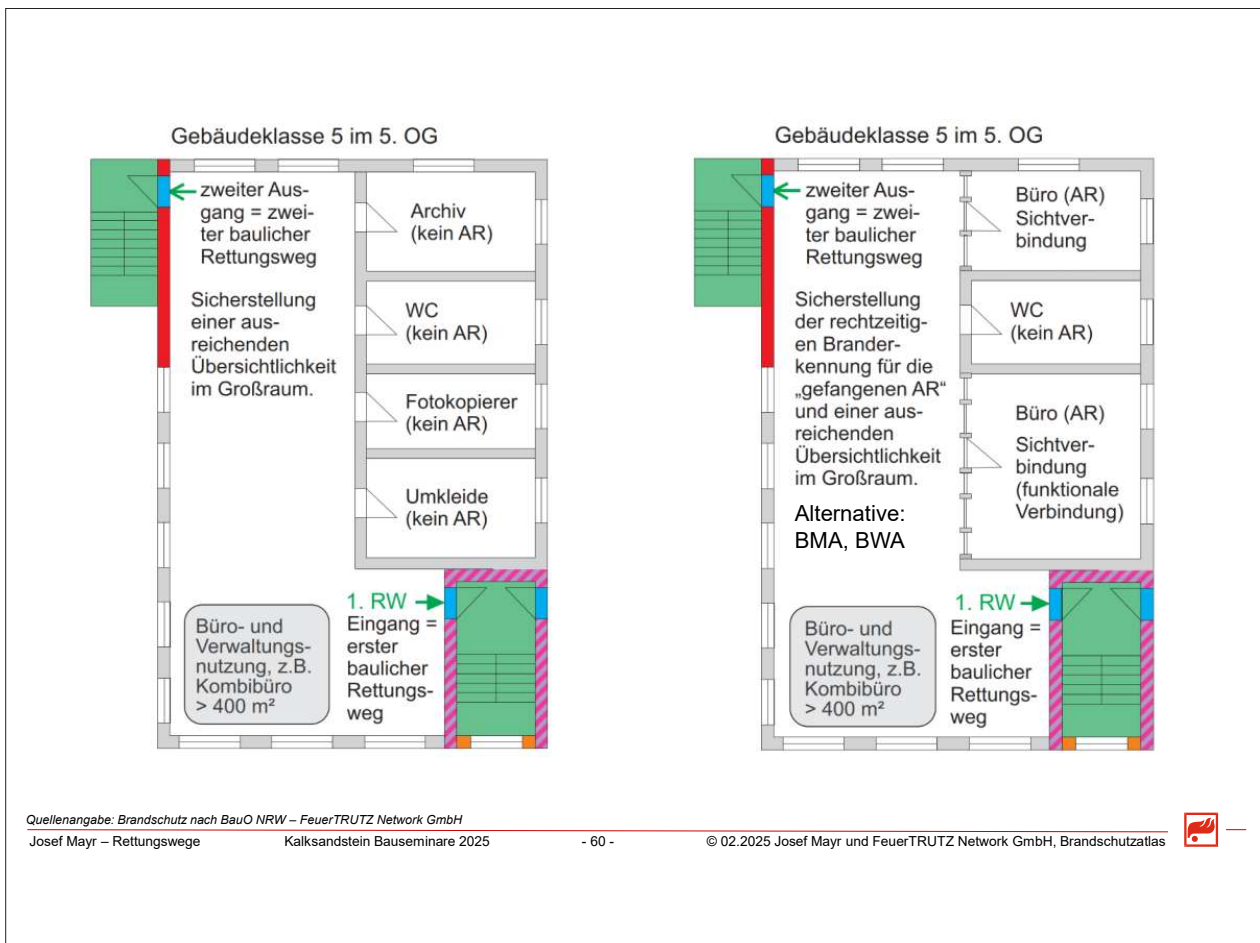 Gebäudeklasse 5 im 5. OG
zweiter Aus-
gang = zwei-
ter baulicher
Rettungsweg
Sicherstellung
einer aus-
reichenden
Übersichtlichkeit
im Großraum.
Archiv
(kein AR)
WC
(kein AR)
Fotokopierer
(kein AR)
Umkleide
(kein AR)
Büro- und
Verwaltungs-
nutzung, z.B.
Kombibüro
> 400 m²
1. RW
Eingang =
erster
baulicher
Rettungs-
weg
Gebäudeklasse 5 im 5. OG
zweiter Aus-
gang = zwei-
ter baulicher
Rettungsweg
Sicherstellung
der rechtzeitig-
en Brander-
kennung für die
„gefangenen AR“
und einer aus-
reichenden
Übersichtlichkeit
im Großraum.
Alternative:
BMA, BWA
Büro (AR)
Sichtver-
bindung
WC
(kein AR)
Büro (AR)
Sichtver-
bindung
(funktionale
Verbindung)
Büro- und
Verwaltungs-
nutzung, z.B.
Kombibüro
> 400 m²
1. RW
Eingang =
erster
baulicher
Rettungs-
weg
Quellenangabe: Brandschutz nach BauO NRW – FeuerTRUTZ Network GmbH
Josef Mayr – Rettungswege Kalksandstein Bauseminare 2025 - 60 - © 02.2025 Josef Mayr und FeuerTRUTZ Network GmbH, Brandschutzatlas